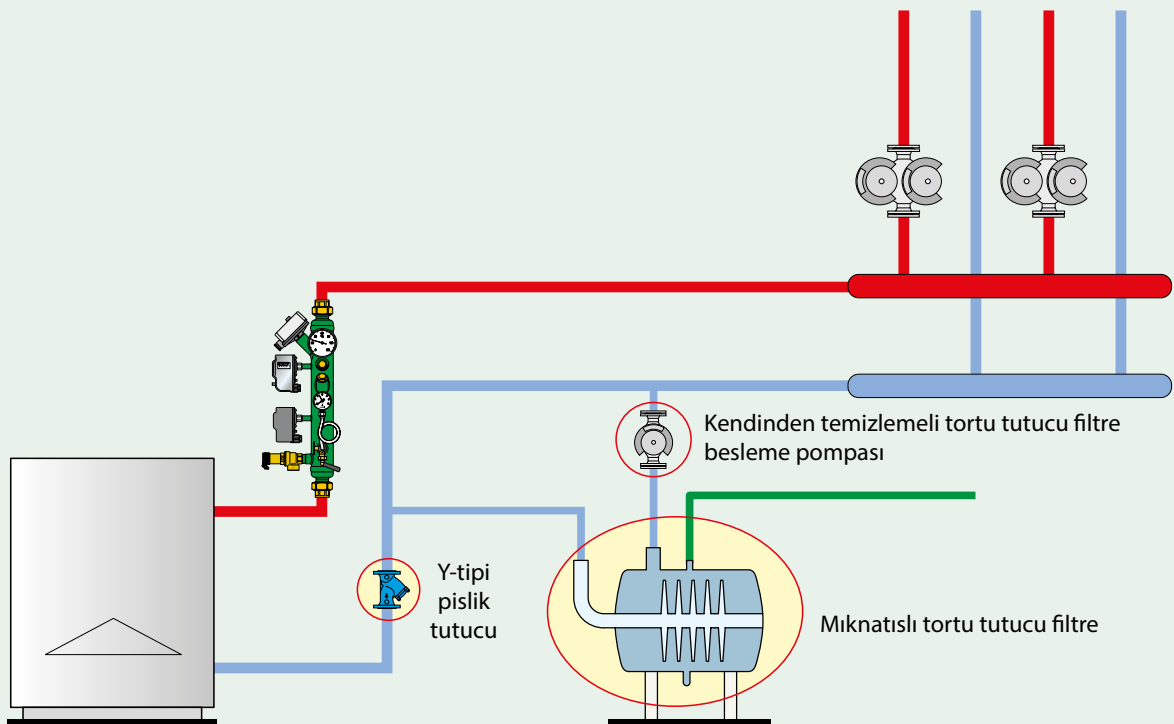 Kendinden temizlemeli tortu tutucu filtre
besleme pompası
Y-tipi
pislik
tutucu
Mıknatıslı tortu tutucu filtre